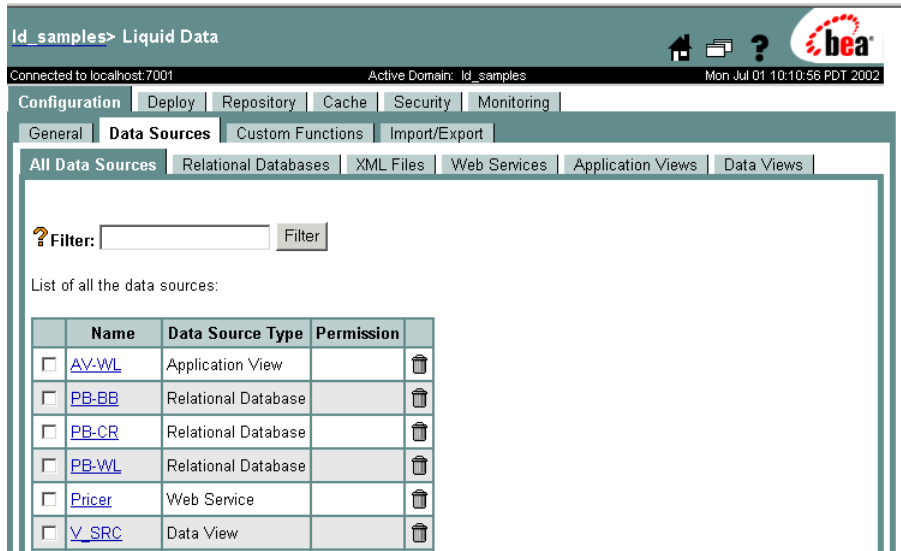 ld_samples> Liquid Data
?
bea
Connected to localhost:7001 Active Domain: ld_samples Mon Jul 01 10:10:56 PDT 2002
Configuration Deploy Repository Cache Security Monitoring
General Data Sources Custom Functions Import/Export
All Data Sources Relational Databases XML Files Web Services Application Views Data Views
? Filter: Filter
List of all the data sources:
Name Data Source Type Permission
AV-WL Application View
PB-BB Relational Database
PB-CR Relational Database
PB-WL Relational Database
Pricer Web Service
V_SRC Data View